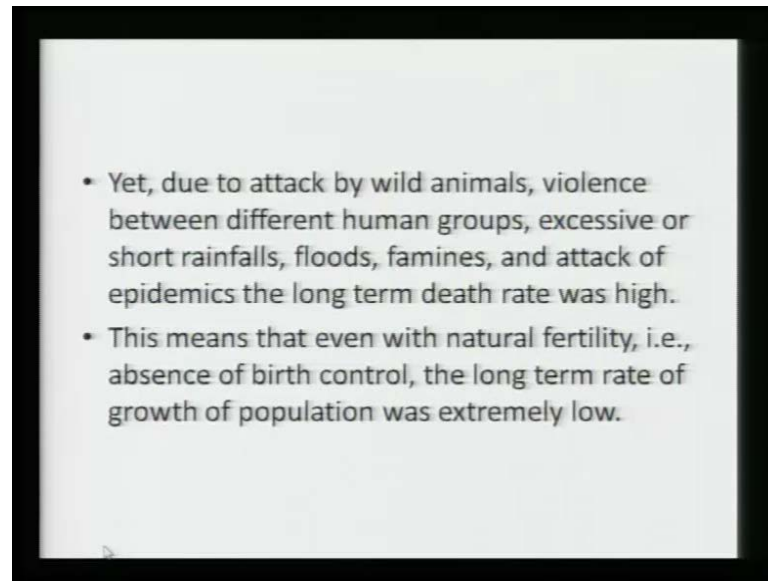 • Yet, due to attack by wild animals, violence
between different human groups, excessive or
short rainfalls, floods, famines, and attack of
epidemics the long term death rate was high.
• This means that even with natural fertility, i.e.,
absence of birth control, the long term rate of
growth of population was extremely low.